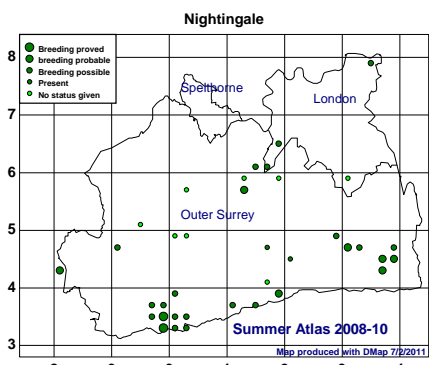 Nightingale
8
Breeding proved
breeding probable
Breeding possible
Present
No status given
Spelthorne
London
7
6
Outer Surrey
5
4
Summer Atlas 2008-10
Map produced with DMap 7/2/2011
3